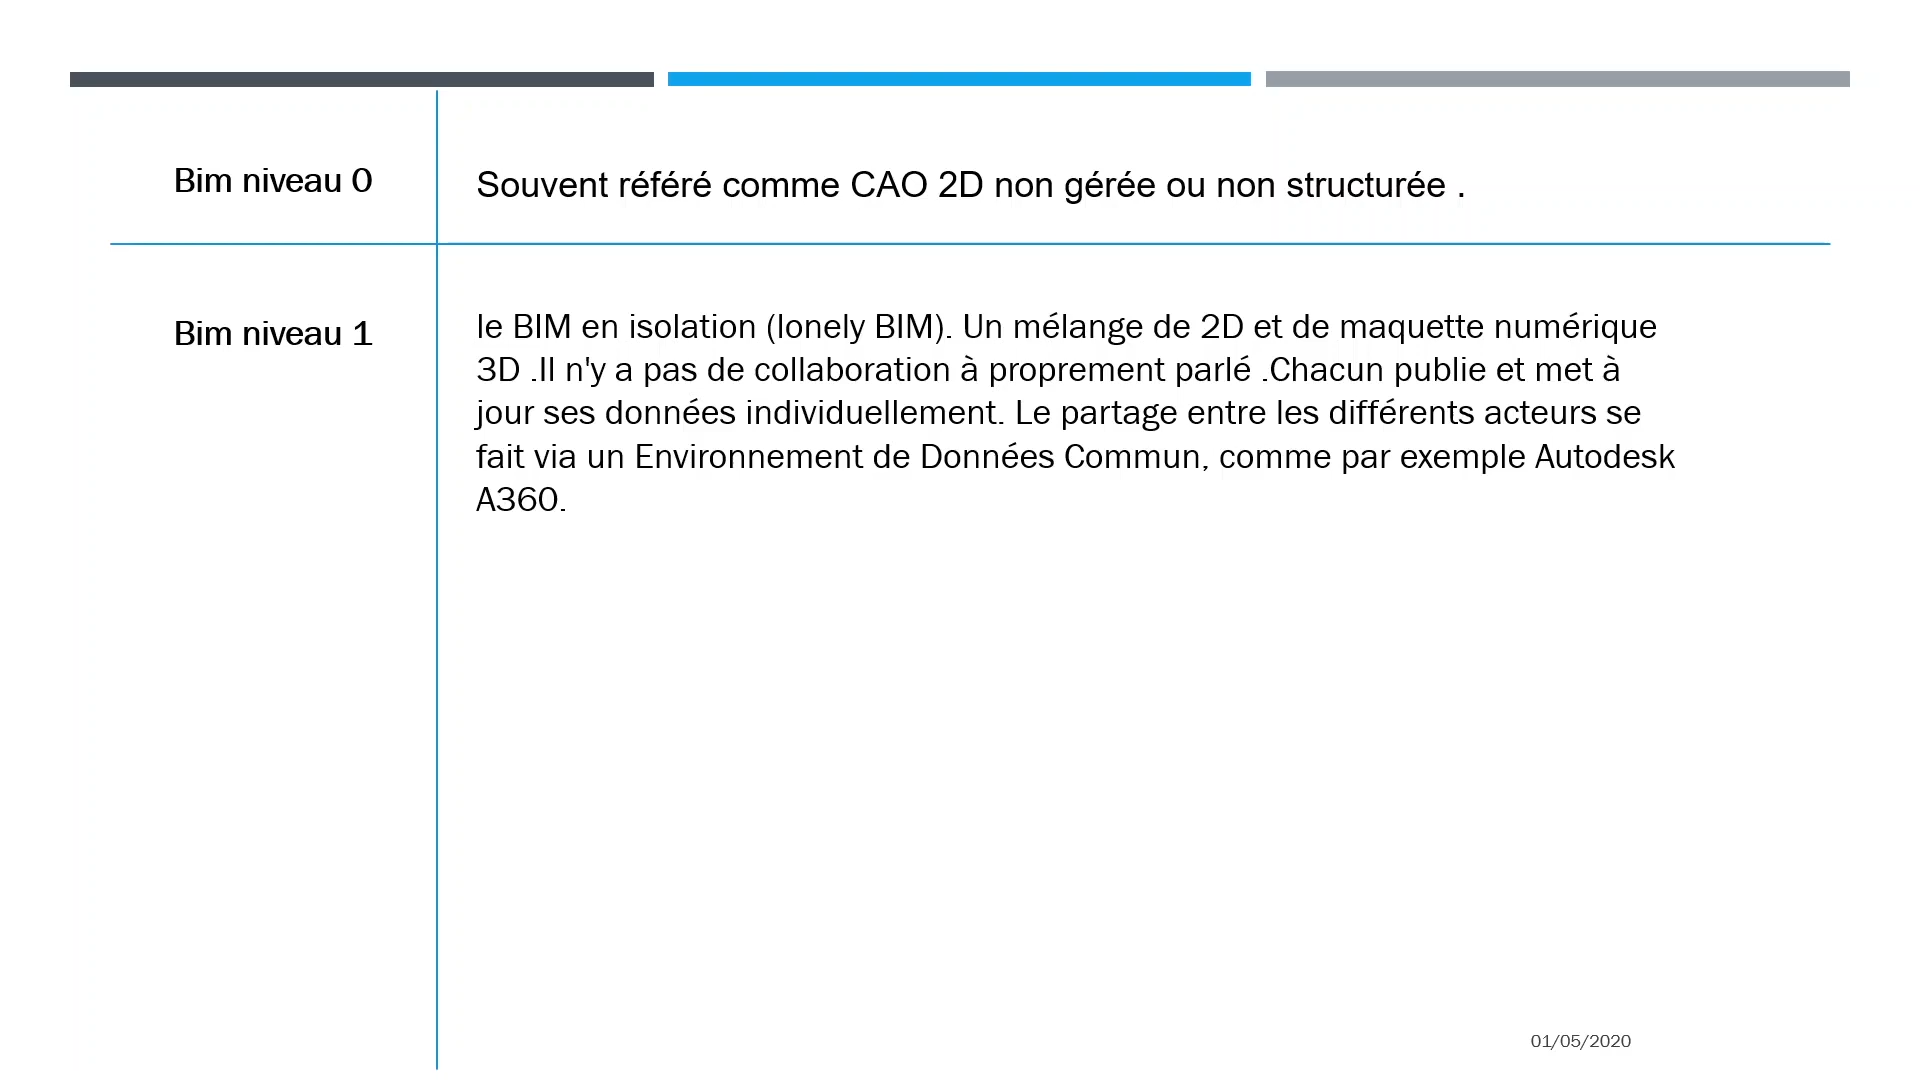 Bim niveau 0
Souvent référé comme CAO 2D non gérée ou non structurée .
Bim niveau 1
le BIM en isolation (lonely BIM). Un mélange de 2D et de maquette numérique
3D .Il n'y a pas de collaboration à proprement parlé .Chacun publie et met à
jour ses données individuellement. Le partage entre les différents acteurs se
fait via un Environnement de Données Commun, comme par exemple Autodesk
A360.
01/05/2020